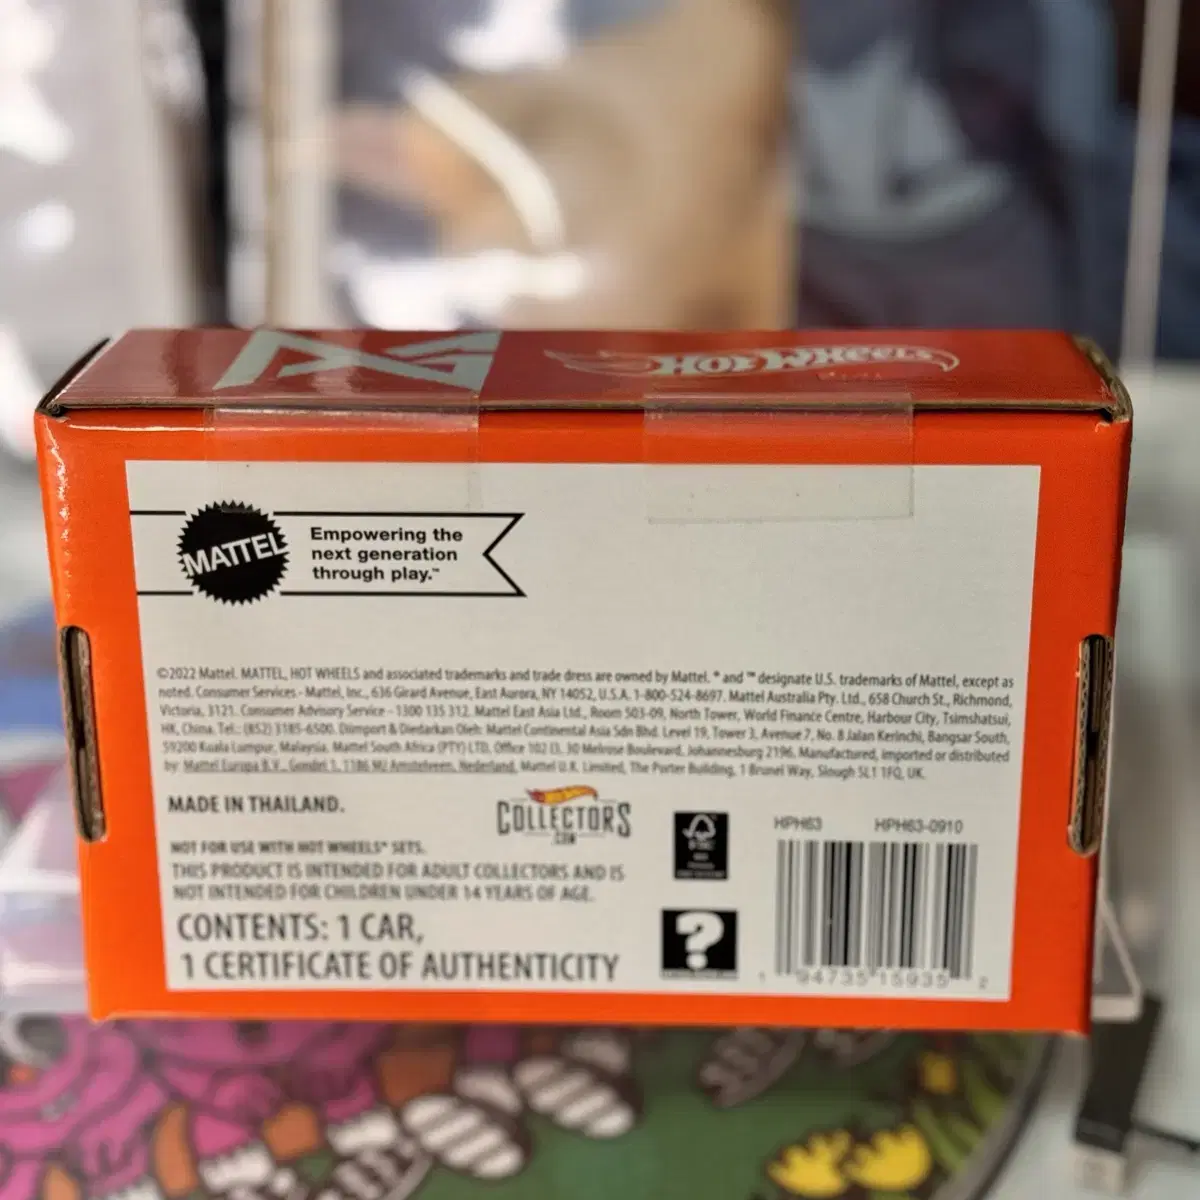 HOT WHEELS
MATTEL
Empowering the
next generation
through play.™
©2022 Mattel. MATTEL, HOT WHEELS and associated trademarks and trade dress are owned by Mattel. ® and ™ designate U.S. trademarks of Mattel, except as
noted. Consumer Services - Mattel, Inc., 636 Girard Avenue, East Aurora, NY 14052, U.S.A. 1-800-524-8697. Mattel Australia Pty. Ltd., 658 Church St., Richmond,
Victoria, 3121. Consumer Advisory Service - 1300 135 312. Mattel East Asia Ltd., Room 503-09, North Tower, World Finance Centre, Harbour City, Tsimshatsui,
HK, China. Tel.: (852) 3185-6500. Diimport & Diedarkan Oleh: Mattel Continental Asia Sdn Bhd. Level 19, Tower 3, Avenue 7, No. 8 Jalan Kerinchi, Bangsar South,
59200 Kuala Lumpur, Malaysia. Mattel South Africa (PTY) LTD, Office 102 I3, 30 Melrose Boulevard, Johannesburg 2196. Manufactured, imported or distributed
by: Mattel Europa B.V., Gondel 1, 1186 MJ Amstelveen, Nederland. Mattel U.K. Limited, The Porter Building, 1 Brunel Way, Slough SL1 1FQ, UK.
MADE IN THAILAND.
HOT WHEELS
COLLECTORS
.COM
NOT FOR USE WITH HOT WHEELS® SETS.
THIS PRODUCT IS INTENDED FOR ADULT COLLECTORS AND IS
NOT INTENDED FOR CHILDREN UNDER 14 YEARS OF AGE.
CONTENTS: 1 CAR,
1 CERTIFICATE OF AUTHENTICITY
FSC
?
HPH63 HPH63-0910
1 94735 15935 2